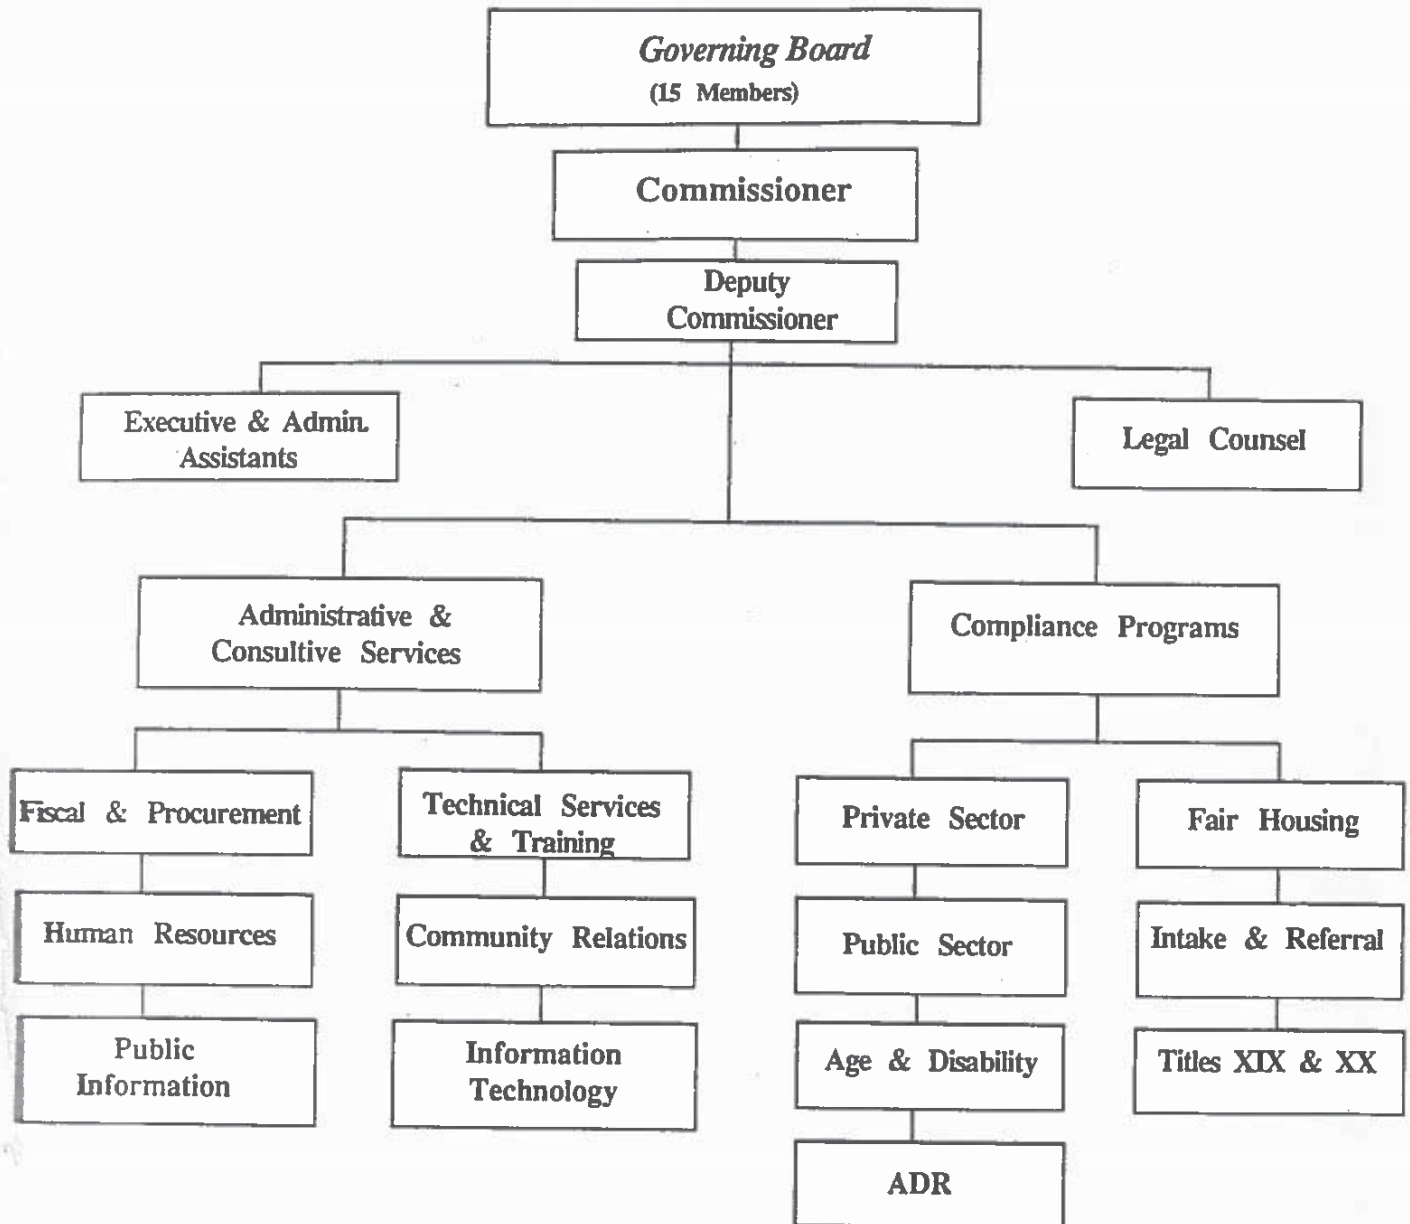 Governing Board
(15 Members)
Commissioner
Deputy
Commissioner
Executive & Admin.
Assistants
Legal Counsel
Administrative &
Consultive Services
Compliance Programs
Fiscal & Procurement
Technical Services
& Training
Private Sector
Fair Housing
Human Resources
Community Relations
Public Sector
Intake & Referral
Public
Information
Information
Technology
Age & Disability
Titles XIX & XX
ADR